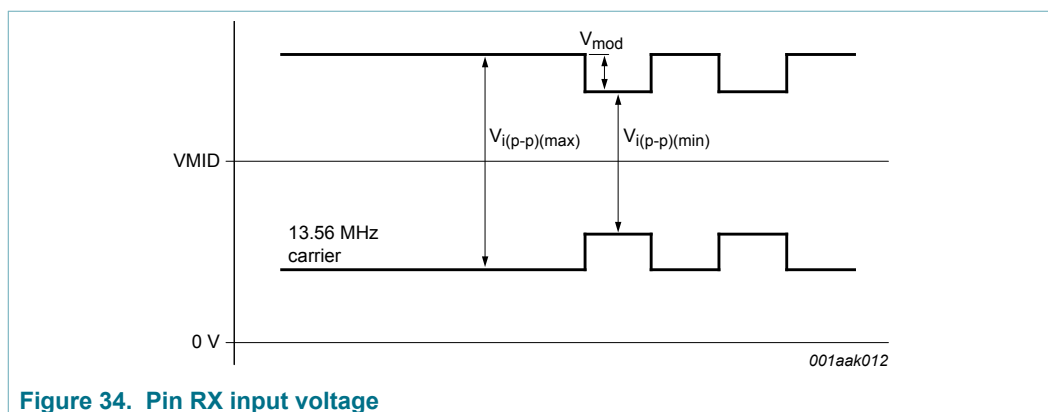 Vmod
Vi(p-p)(max)
Vi(p-p)(min)
VMID
13.56 MHz
carrier
0 V
001aak012
Figure 34. Pin RX input voltage